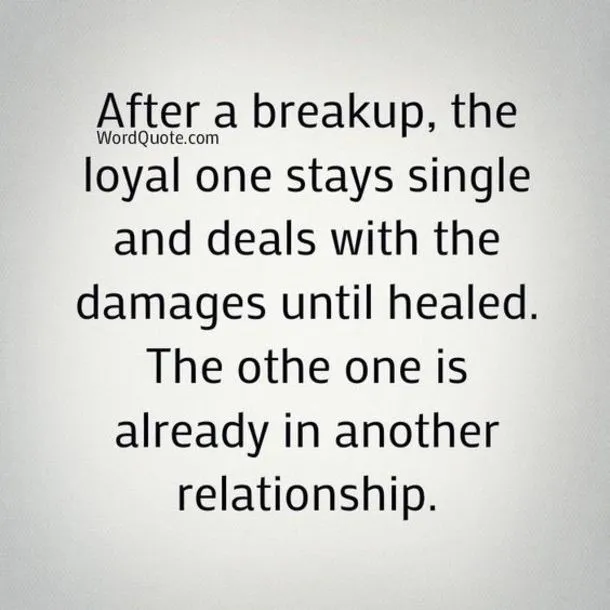 After a breakup, the
WordQuote.com
loyal one stays single
and deals with the
damages until healed.
The othe one is
already in another
relationship.